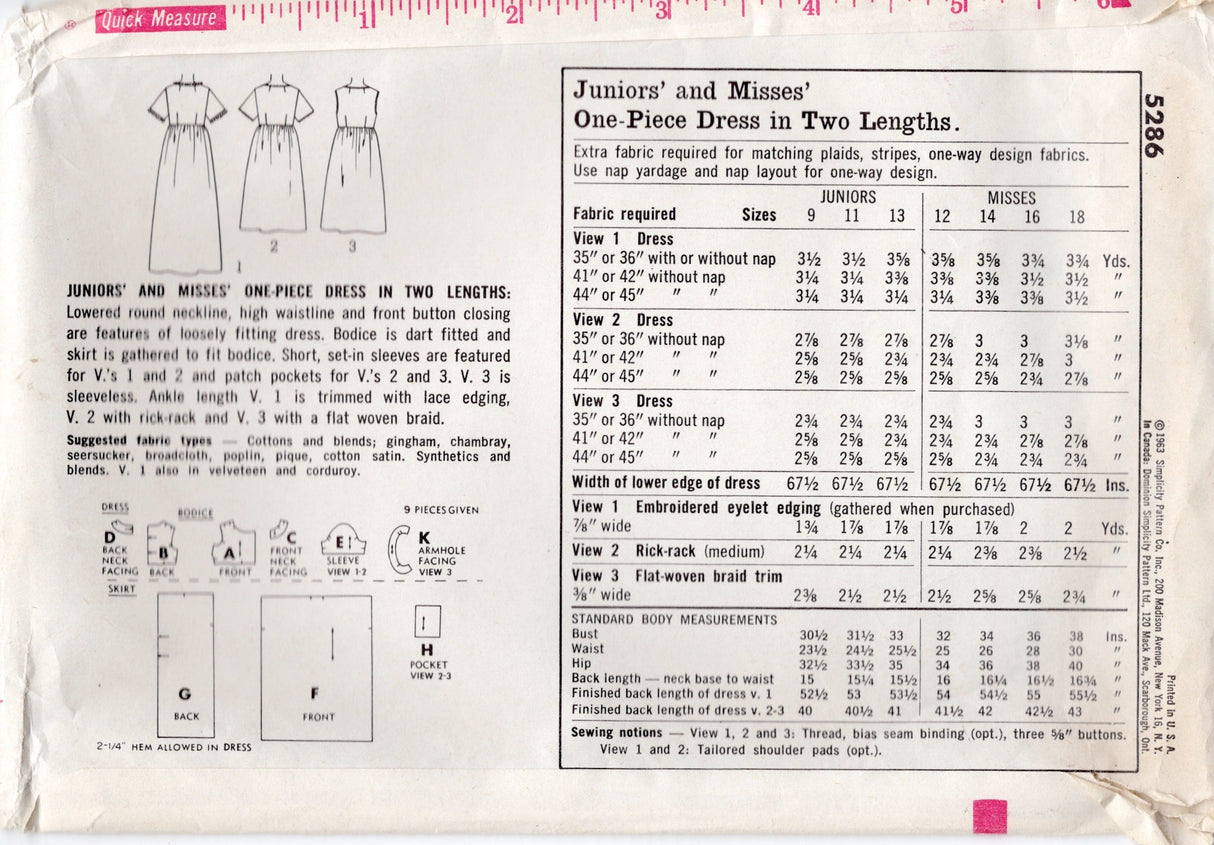 Quick Measure 1 2 3 4 5 6
1
2
3
JUNIORS' AND MISSES' ONE-PIECE DRESS IN TWO LENGTHS:
Lowered round neckline, high waistline and front button closing
are features of loosely fitting dress. Bodice is dart fitted and
skirt is gathered to fit bodice. Short, set-in sleeves are featured
for V.'s 1 and 2 and patch pockets for V.'s 2 and 3. V. 3 is
sleeveless. Ankle length V. 1 is trimmed with lace edging,
V. 2 with rick-rack and V. 3 with a flat woven braid.
Suggested fabric types — Cottons and blends; gingham, chambray,
seersucker, broadcloth, poplin, pique, cotton satin. Synthetics and
blends. V. 1 also in velveteen and corduroy.
DRESS
BODICE
9 PIECES GIVEN
D
BACK
NECK
FACING
B
BACK
A
FRONT
C
FRONT
NECK
FACING
E
SLEEVE
VIEW 1-2
K
ARMHOLE
FACING
VIEW 3
SKIRT
G
BACK
F
FRONT
H
POCKET
VIEW 2-3
2-1/4" HEM ALLOWED IN DRESS
Juniors' and Misses'
One-Piece Dress in Two Lengths.
Extra fabric required for matching plaids, stripes, one-way design fabrics.
Use nap yardage and nap layout for one-way design.
JUNIORS MISSES
Fabric required Sizes 9 11 13 12 14 16 18
View 1 Dress
35" or 36" with or without nap 3½ 3½ 3⅝ 3⅝ 3⅝ 3¾ 3¾ Yds.
41" or 42" without nap 3¼ 3¼ 3⅜ 3⅜ 3⅜ 3½ 3½ "
44" or 45" " " 3¼ 3¼ 3¼ 3¼ 3⅜ 3⅜ 3½ "
View 2 Dress
35" or 36" without nap 2⅞ 2⅞ 2⅞ 2⅞ 3 3 3⅛ "
41" or 42" " " 2⅝ 2⅝ 2¾ 2¾ 2¾ 2⅞ 3 "
44" or 45" " " 2⅝ 2⅝ 2⅝ 2⅝ 2⅝ 2¾ 2⅞ "
View 3 Dress
35" or 36" without nap 2¾ 2¾ 2¾ 2¾ 3 3 3 "
41" or 42" " " 2⅝ 2⅝ 2¾ 2¾ 2¾ 2⅞ 2⅞ "
44" or 45" " " 2⅝ 2⅝ 2⅝ 2⅝ 2¾ 2¾ 2¾ "
Width of lower edge of dress 67½ 67½ 67½ 67½ 67½ 67½ 67½ Ins.
View 1 Embroidered eyelet edging (gathered when purchased)
⅞" wide 1¾ 1⅞ 1⅞ 1⅞ 1⅞ 2 2 Yds.
View 2 Rick-rack (medium) 2¼ 2¼ 2¼ 2¼ 2⅜ 2⅜ 2½ "
View 3 Flat-woven braid trim
⅜" wide 2⅜ 2½ 2½ 2½ 2⅝ 2⅝ 2¾ "
STANDARD BODY MEASUREMENTS
Bust 30½ 31½ 33 32 34 36 38 Ins.
Waist 23½ 24½ 25½ 25 26 28 30 "
Hip 32½ 33½ 35 34 36 38 40 "
Back length — neck base to waist 15 15¼ 15½ 16 16¼ 16½ 16¾ "
Finished back length of dress v. 1 52½ 53 53½ 54 54½ 55 55½ "
Finished back length of dress v. 2-3 40 40½ 41 41½ 42 42½ 43 "
Sewing notions — View 1, 2 and 3: Thread, bias seam binding (opt.), three ⅝" buttons.
View 1 and 2: Tailored shoulder pads (opt.).
5286
Printed in U. S. A.
© 1963 Simplicity Pattern Co. Inc., 200 Madison Avenue, New York 16, N. Y.
In Canada: Dominion Simplicity Pattern Ltd., 120 Mack Ave., Scarborough, Ont.